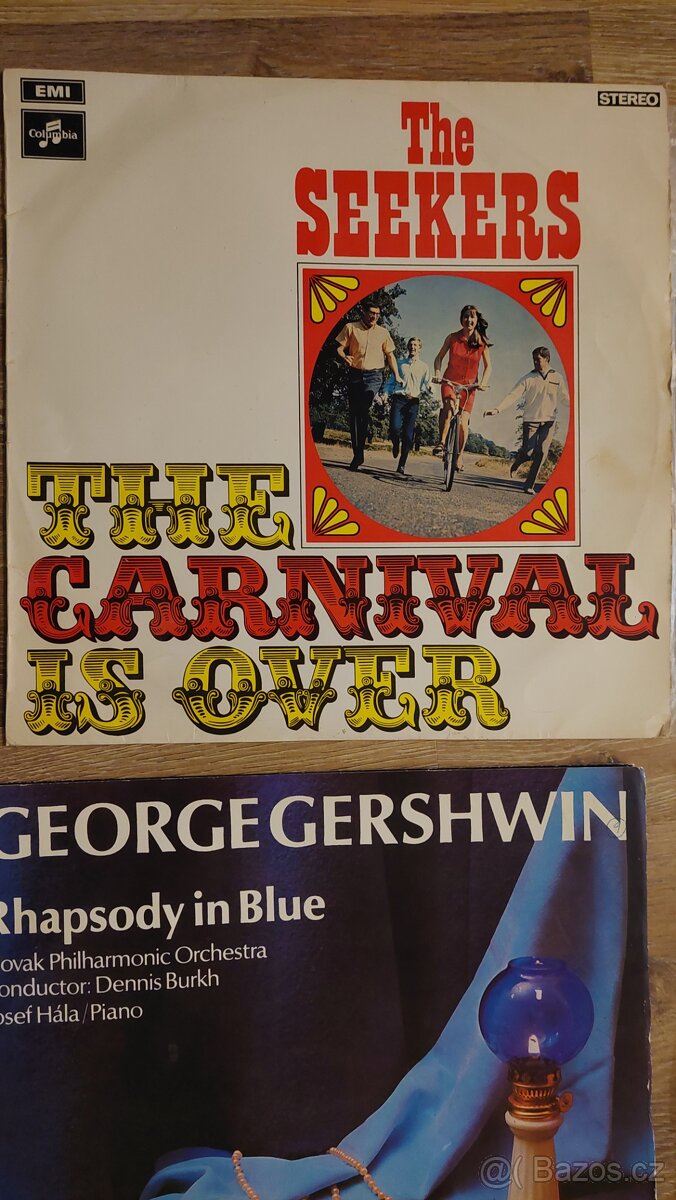 EMI
Columbia
STEREO
The
SEEKERS
THE
CARNIVAL
IS OVER
GEORGE GERSHWIN
Rhapsody in Blue
ovak Philharmonic Orchestra
onductor: Dennis Burkh
osef Hála/Piano
@( Bazoš.cz